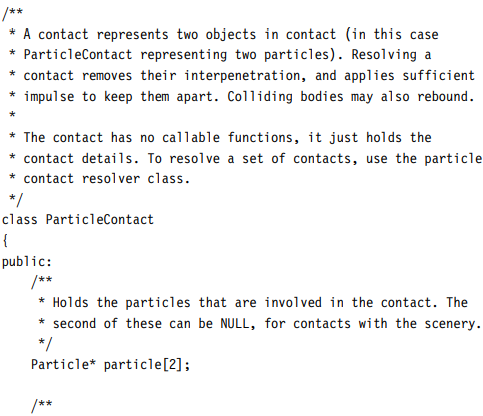 /**
 * A contact represents two objects in contact (in this case
 * ParticleContact representing two particles). Resolving a
 * contact removes their interpenetration, and applies sufficient
 * impulse to keep them apart. Colliding bodies may also rebound.
 *
 * The contact has no callable functions, it just holds the
 * contact details. To resolve a set of contacts, use the particle
 * contact resolver class.
 */
class ParticleContact
{
public:
    /**
     * Holds the particles that are involved in the contact. The
     * second of these can be NULL, for contacts with the scenery.
     */
    Particle* particle[2];

    /**